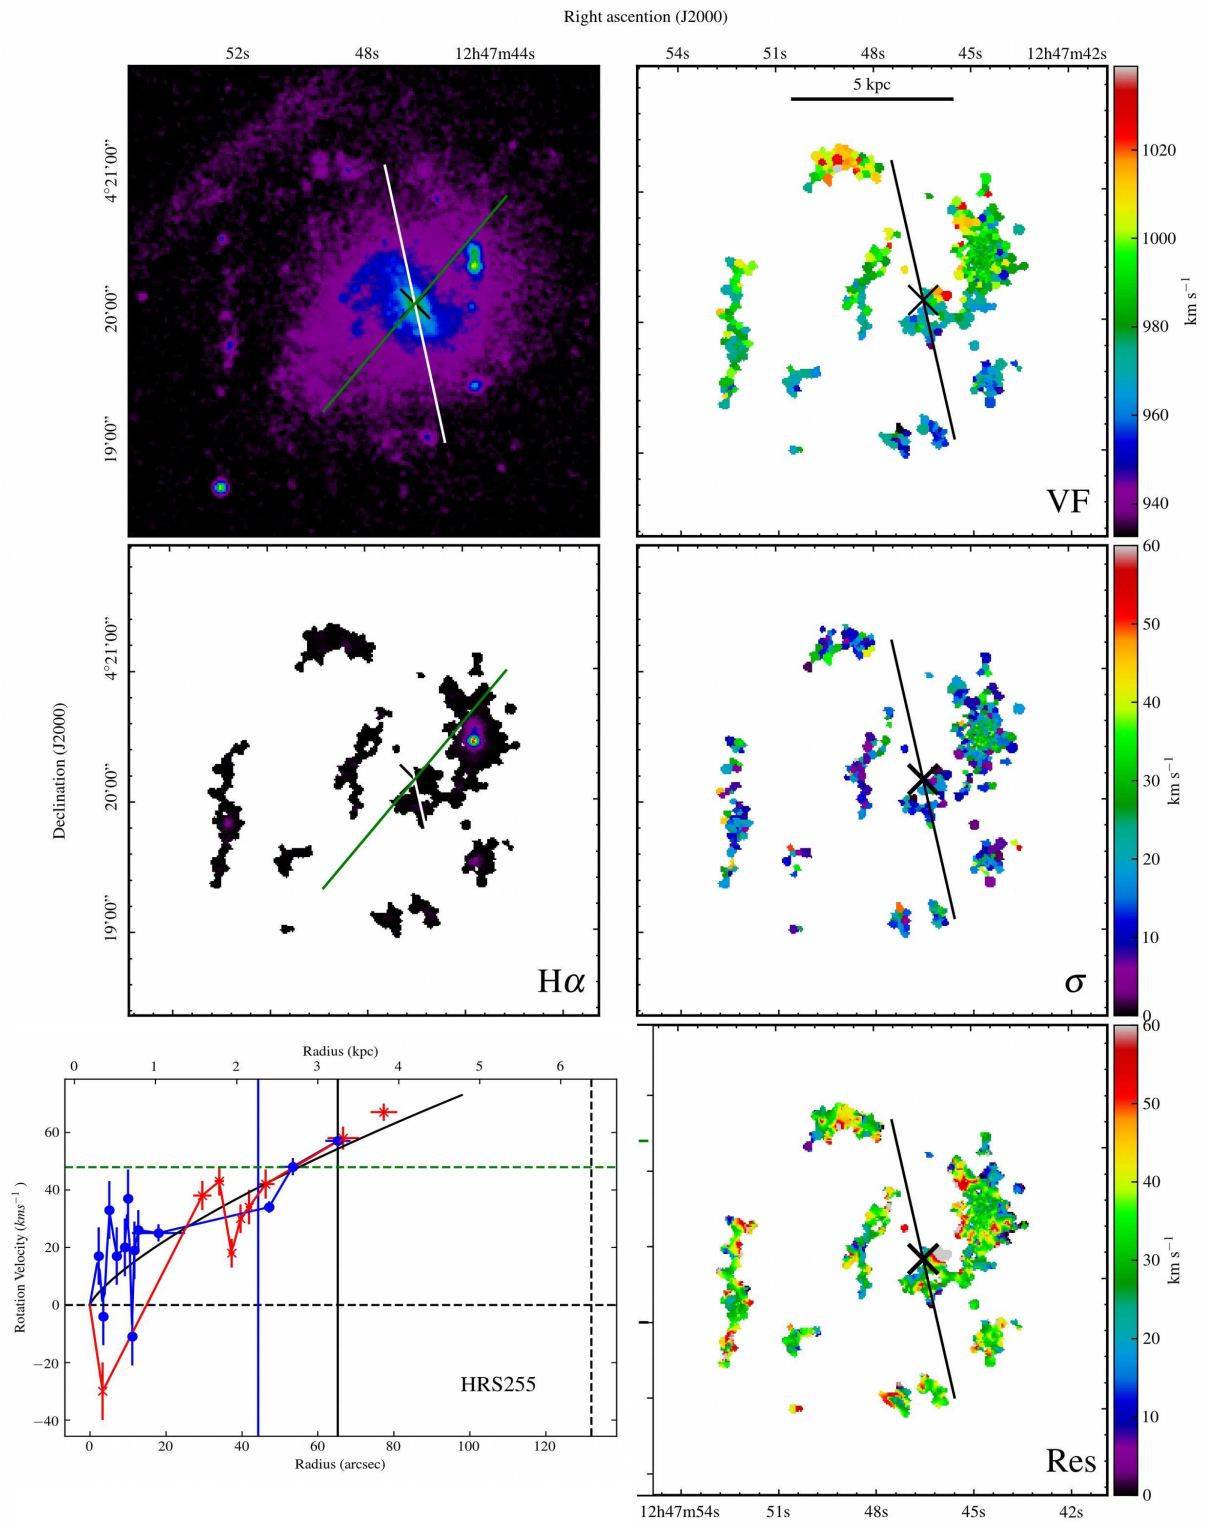 Right ascention (J2000)
52s 48s 12h47m44s
54s 51s 48s 45s 12h47m42s
5 kpc
4°21'00''
20'00''
19'00''
1020
1000
980
960
940
km s−1
VF
Declination (J2000)
4°21'00''
20'00''
19'00''
Hα
60
50
40
30
20
10
0
km s−1
σ
Radius (kpc)
0 1 2 3 4 5 6
Rotation Velocity (kms−1)
60
40
20
0
−20
−40
HRS255
0 20 40 60 80 100 120
Radius (arcsec)
60
50
40
30
20
10
0
km s−1
Res
12h47m54s 51s 48s 45s 42s